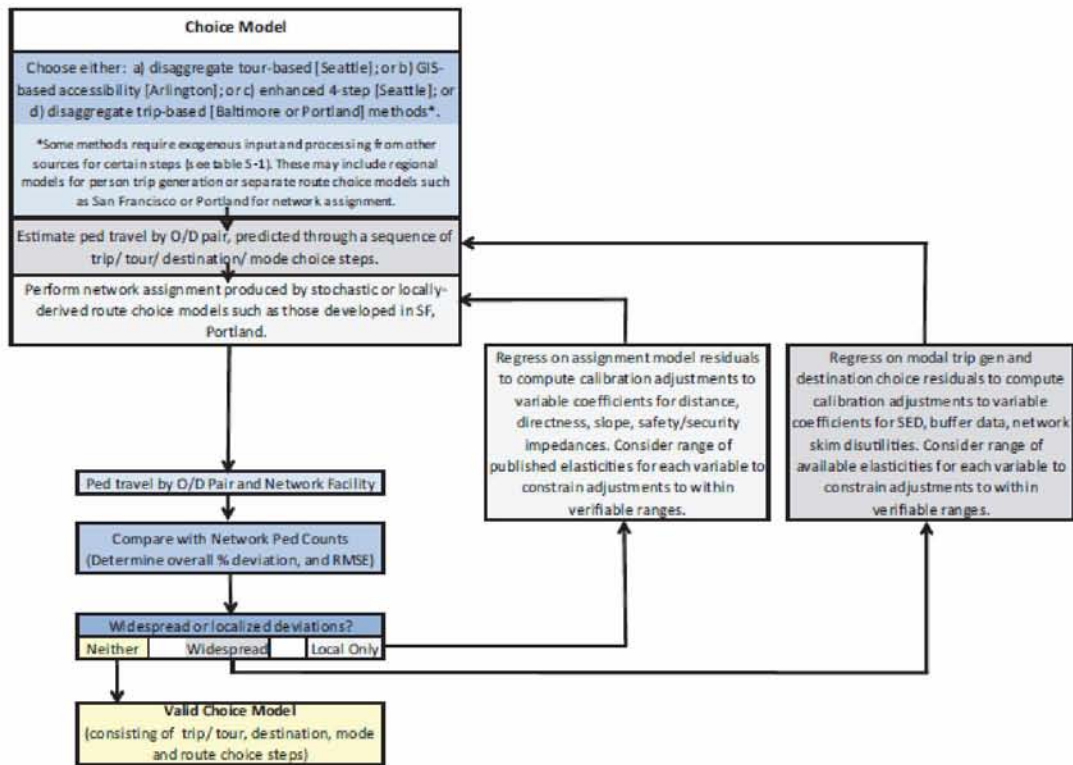 Choice Model
Choose either: a) disaggregate tour-based [Seattle]; or b) GIS-
based accessibility [Arlington]; or c) enhanced 4-step [Seattle]; or
d) disaggregate trip-based [Baltimore or Portland] methods*.
*Some methods require exogenous input and processing from
other sources for certain steps (see table 5-1). These may include regional
models for person trip generation or separate route choice models such
as San Francisco or Portland for network assignment.
Estimate ped travel by O/D pair, predicted through a sequence of
trip/ tour/ destination/ mode choice steps.
Perform network assignment produced by stochastic or locally-
derived route choice models such as those developed in SF,
Portland.
Regress on assignment model residuals
to compute calibration adjustments to
variable coefficients for distance,
directness, slope, safety/security
impedances. Consider range of
published elasticities for each variable to
constrain adjustments to within
verifiable ranges.
Regress on modal trip gen and
destination choice residuals to compute
calibration adjustments to variable
coefficients for SED, buffer data, network
skim disutilities. Consider range of
available elasticities for each variable to
constrain adjustments to within
verifiable ranges.
Ped travel by O/D Pair and Network Facility
Compare with Network Ped Counts
(Determine overall % deviation, and RMSE)
Widespread or localized deviations?
Neither Widespread Local Only
Valid Choice Model
(consisting of trip/ tour, destination, mode
and route choice steps)